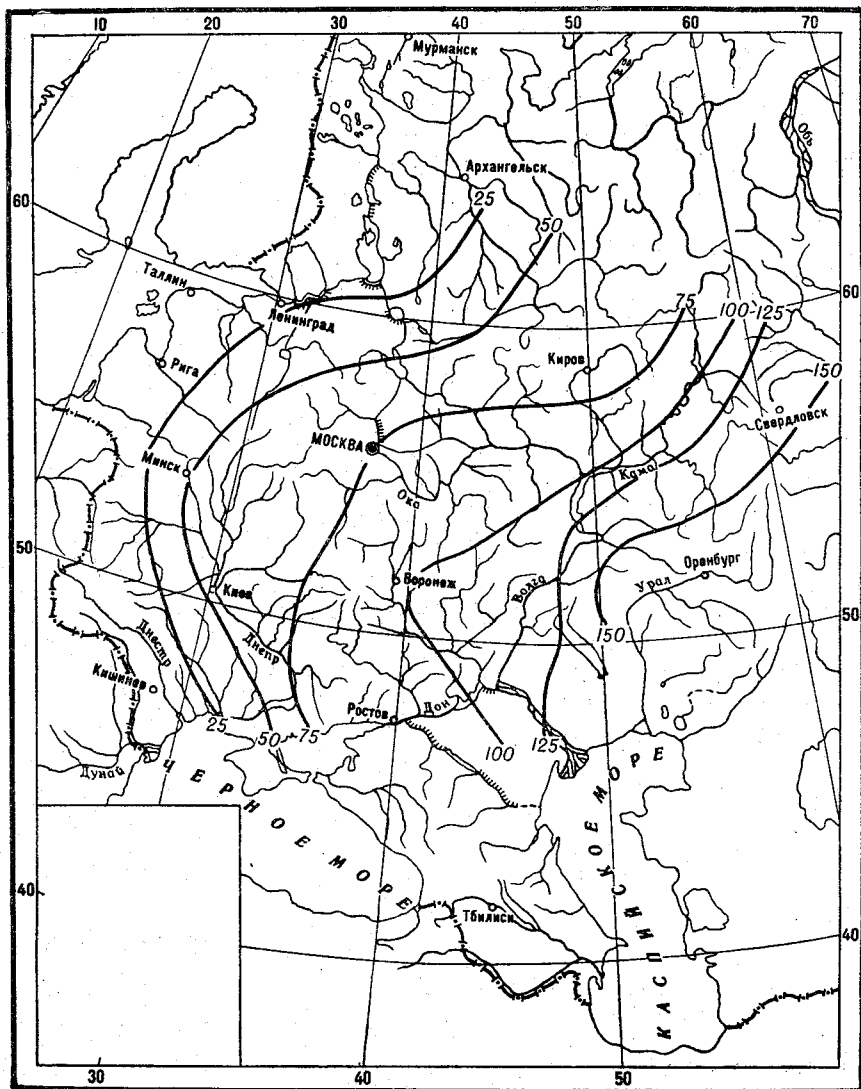 10 20 30 40 50 60 70
Мурманск
Обь
Архангельск
60
25
50
Таллин
60
Ленинград
75
100
125
Рига
Киров
150
Свердловск
МОСКВА
Минск
Кама
Ока
50
Воронеж
Оренбург
Киев
Волга
Урал
50
Днестр
Днепр
150
Кишинев
Дон
Ростов
25
50
75
100
125
Дунай
ЧЕРНОЕ МОРЕ
КАСПИЙСКОЕ МОРЕ
40
Тбилиси
40
30 40 50